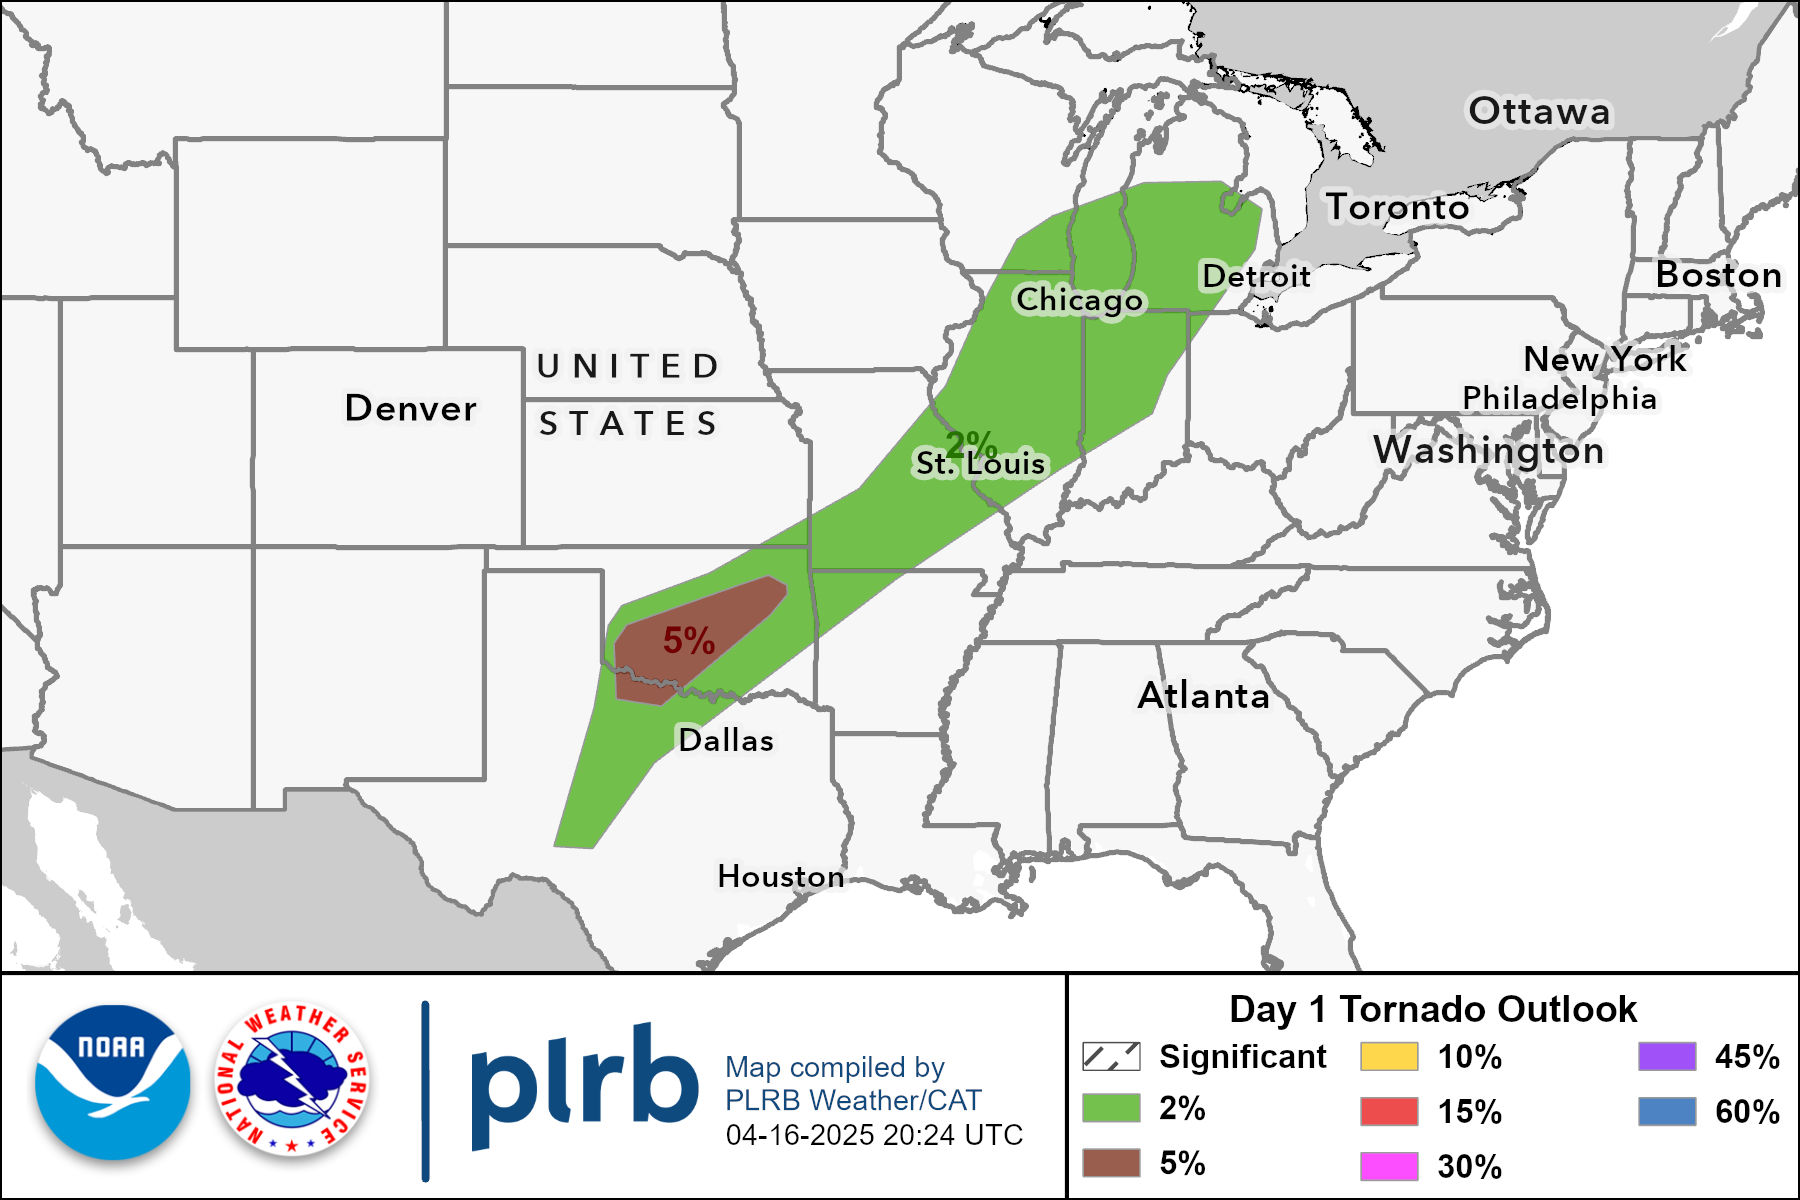 Ottawa
Toronto
Boston
Detroit
Chicago
New York
UNITED
STATES
Denver
Philadelphia
Washington
2%
St. Louis
5%
Atlanta
Dallas
Houston
NOAA
NATIONAL WEATHER SERVICE
plrb
Map compiled by
PLRB Weather/CAT
04-16-2025 20:24 UTC
Day 1 Tornado Outlook
Significant
2%
5%
10%
15%
30%
45%
60%